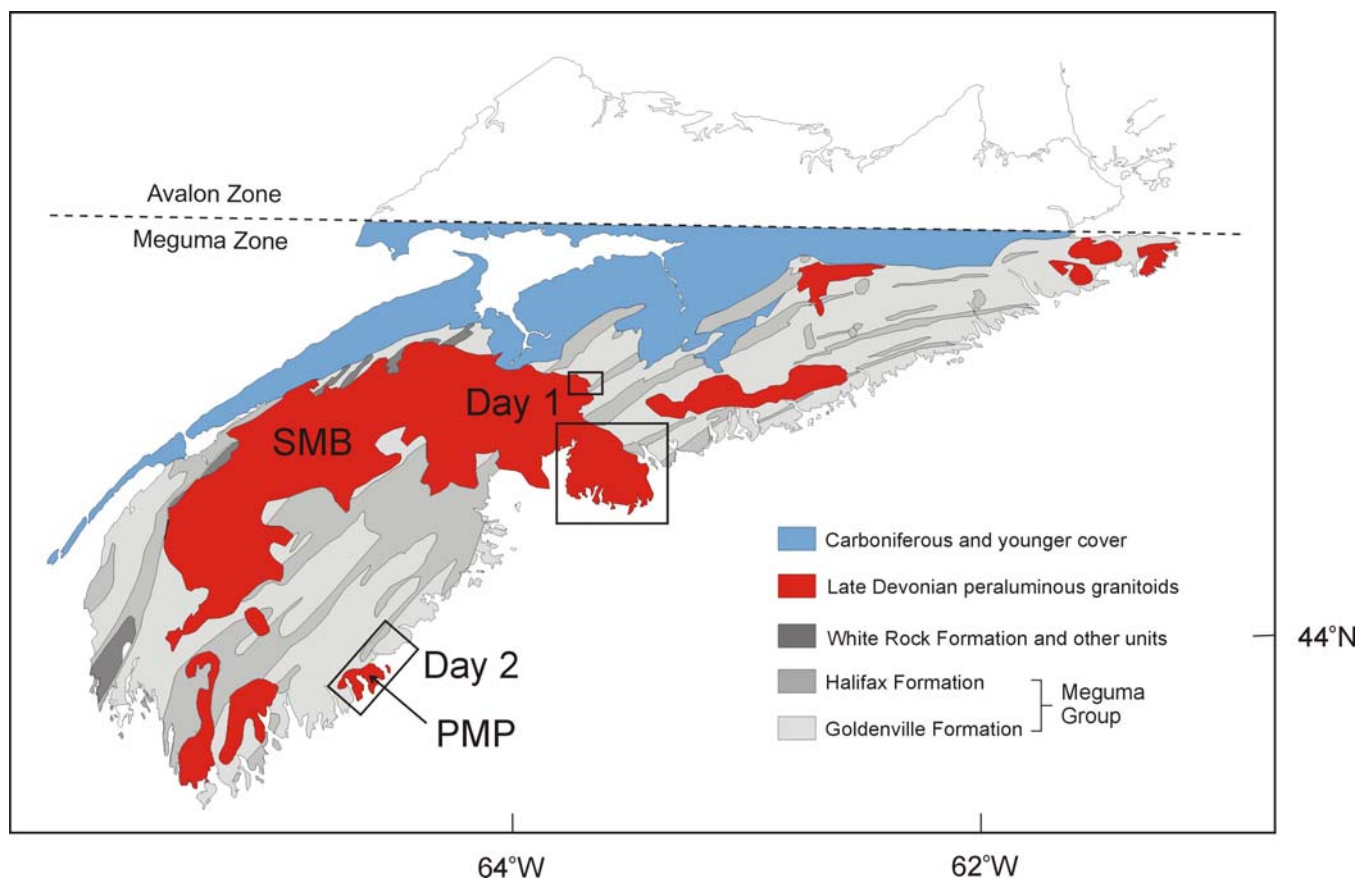 Avalon Zone
Meguma Zone
Day 1
SMB
Carboniferous and younger cover
Late Devonian peraluminous granitoids
White Rock Formation and other units
Halifax Formation
Goldenville Formation
Meguma
Group
44°N
Day 2
PMP
64°W
62°W